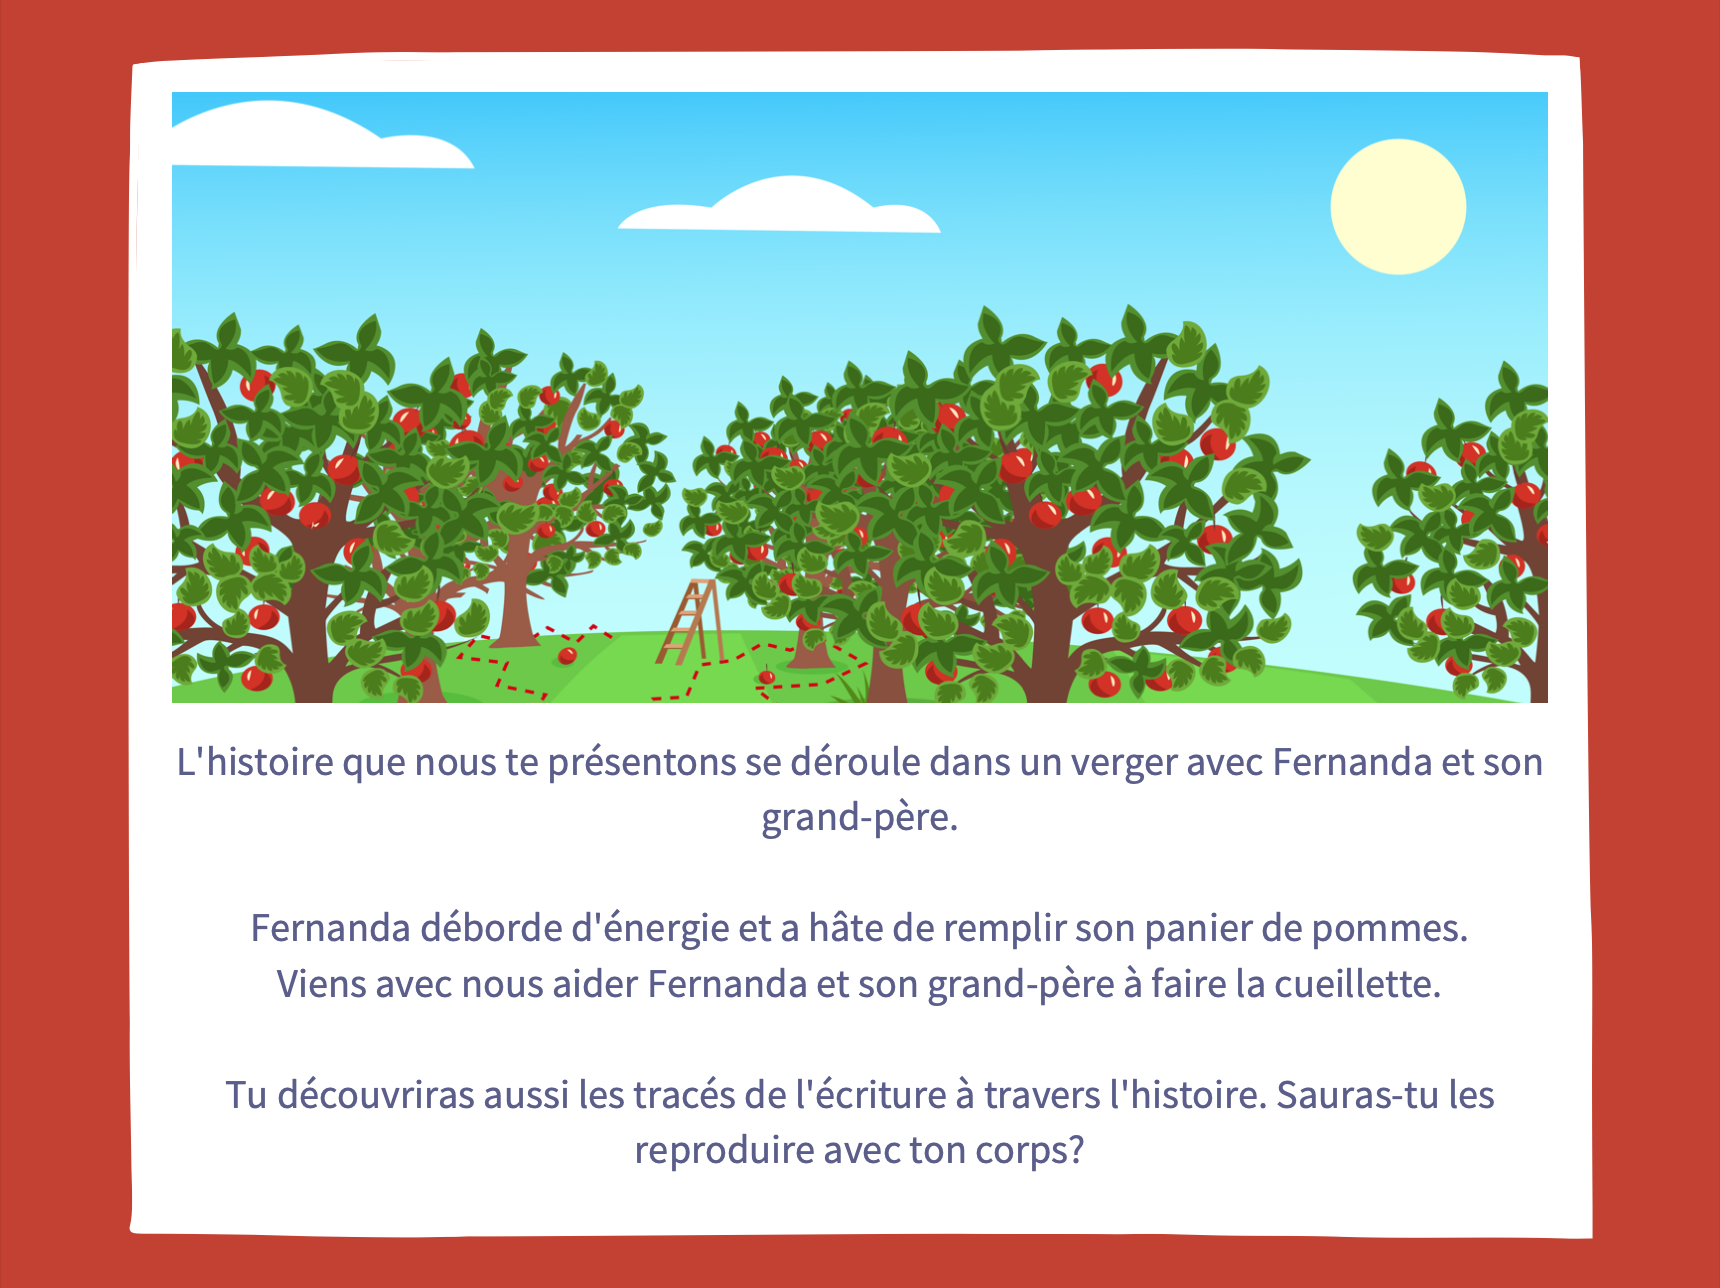 L'histoire que nous te présentons se déroule dans un verger avec Fernanda et son
grand-père.
Fernanda déborde d'énergie et a hâte de remplir son panier de pommes.
Viens avec nous aider Fernanda et son grand-père à faire la cueillette.
Tu découvriras aussi les tracés de l'écriture à travers l'histoire. Sauras-tu les
reproduire avec ton corps?